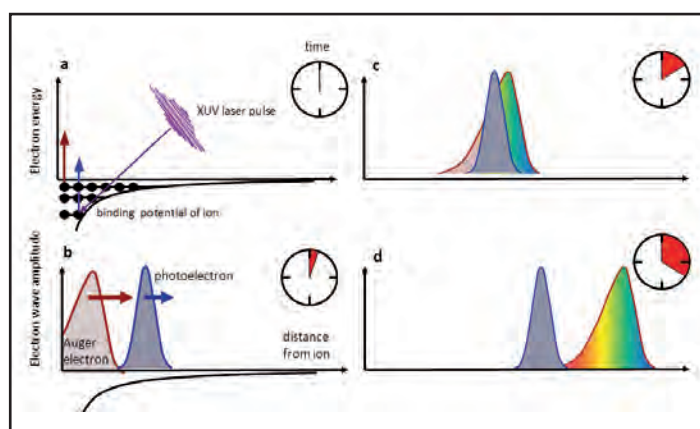 time
a
c
XUV laser pulse
Electron energy
binding potential of ion
b
d
photoelectron
Electron wave amplitude
Auger
electron
distance
from ion